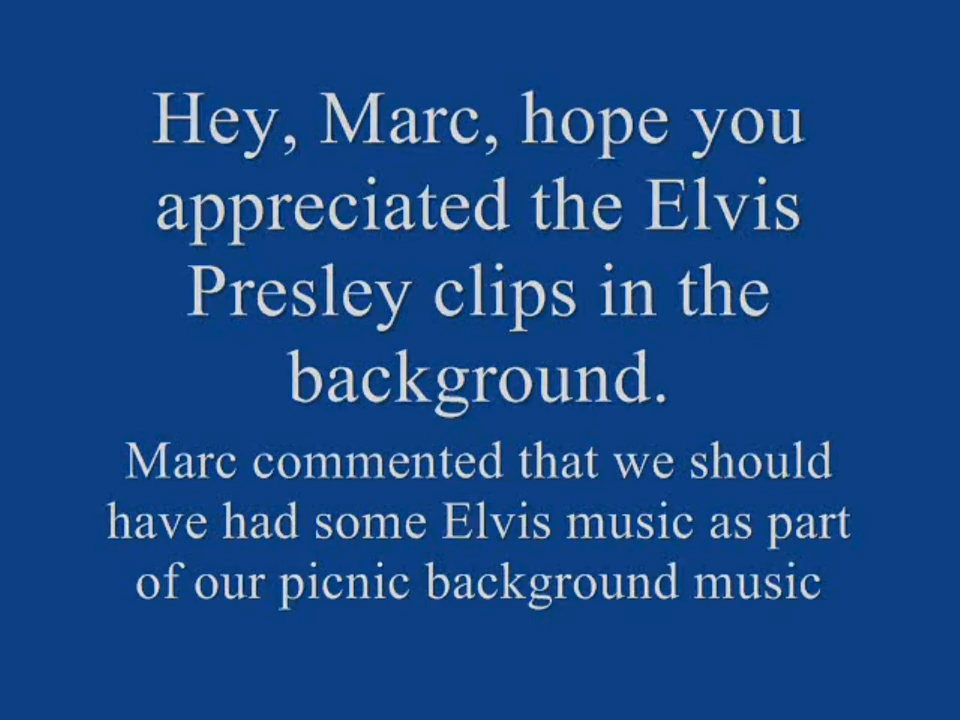 Hey, Marc, hope you
appreciated the Elvis
Presley clips in the
background.
Marc commented that we should
have had some Elvis music as part
of our picnic background music